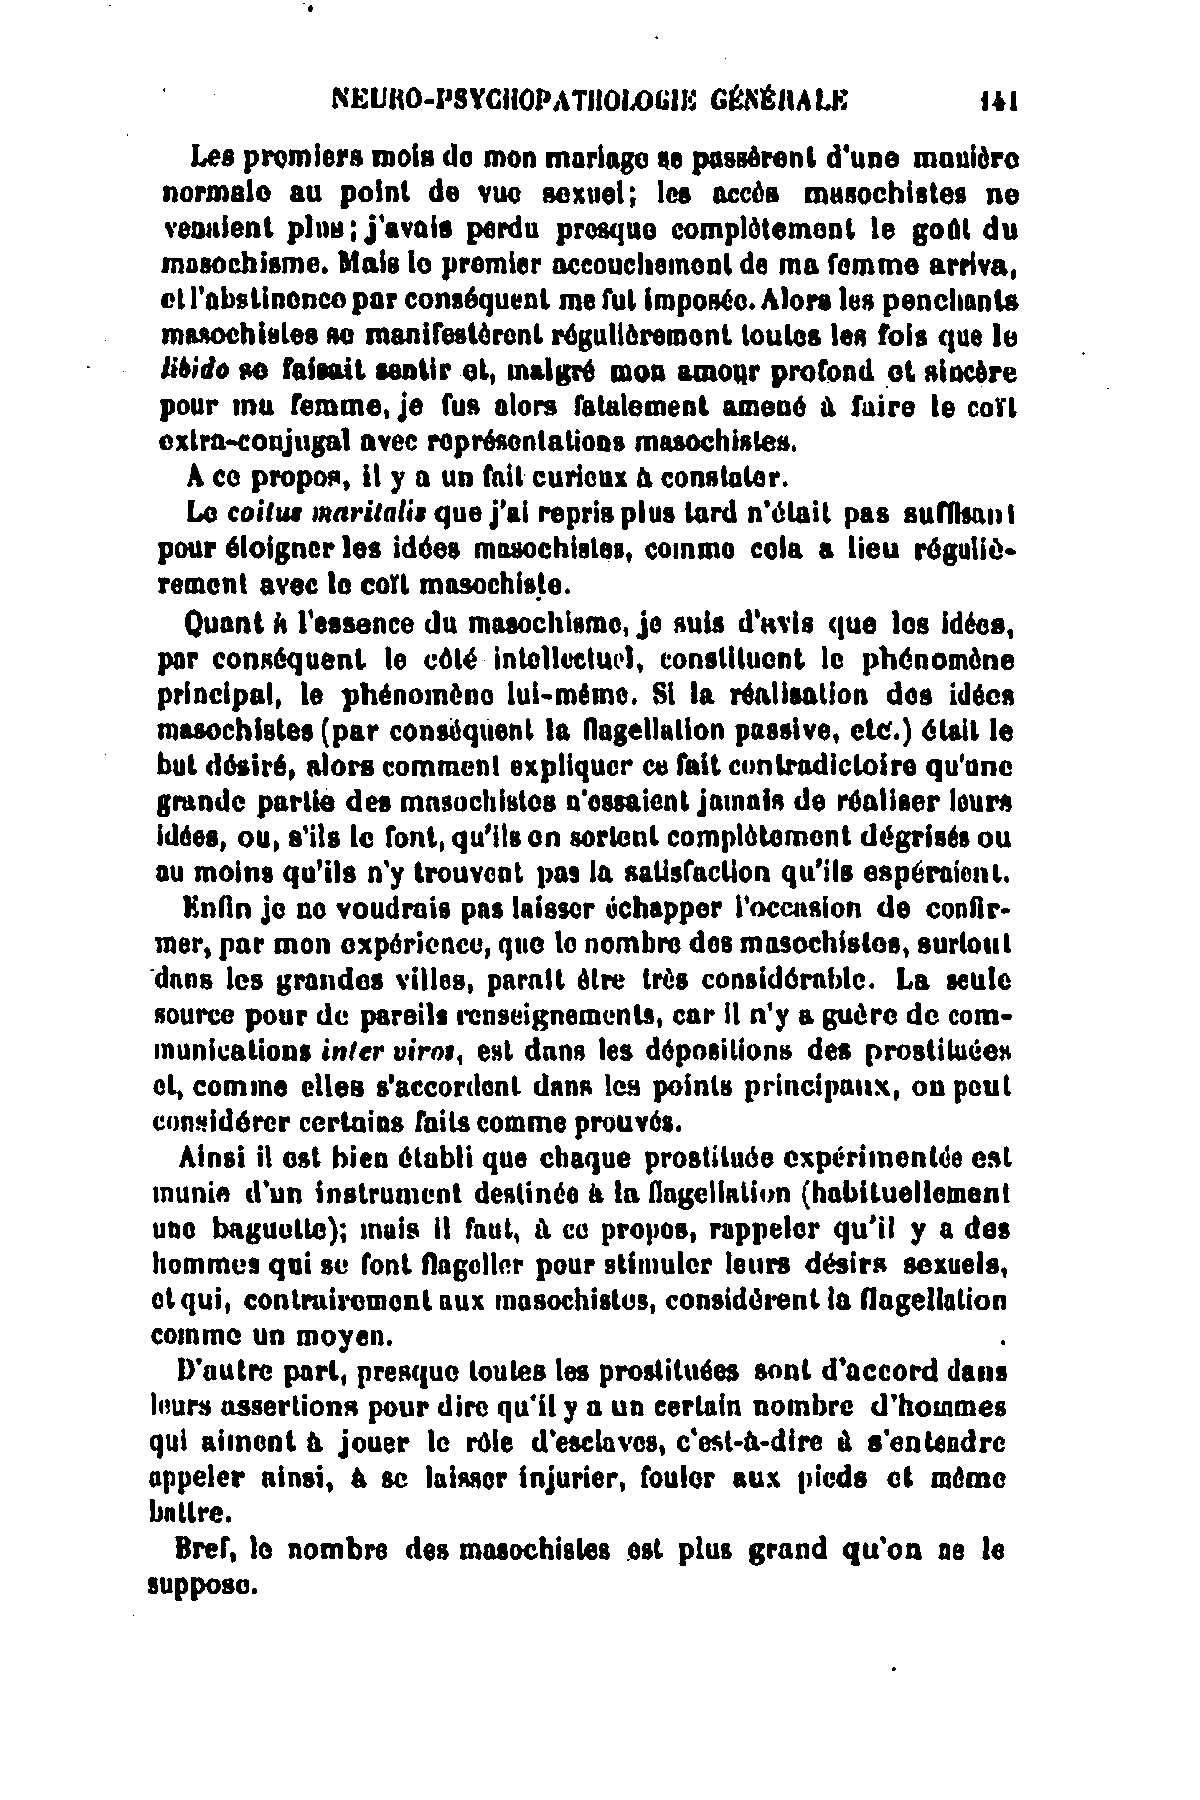 NEURO-PSYCHOPATHOLOGIE GÉNÉRALE 141
Les premiers mois de mon mariage se passèrent d'une manière
normale au point de vue sexuel; les accès masochistes ne
venaient plus; j'avais perdu presque complètement le goût du
masochisme. Mais le premier accouchement de ma femme arriva,
et l'abstinence par conséquent me fut imposée. Alors les penchants
masochistes se manifestèrent régulièrement toutes les fois que le
libido se faisait sentir et, malgré mon amour profond et sincère
pour ma femme, je fus alors fatalement amené à faire le coït
extra-conjugal avec représentations masochistes.
A ce propos, il y a un fait curieux à constater.
Le coitus maritalis que j'ai repris plus tard n'était pas suffisant
pour éloigner les idées masochistes, comme cela a lieu réguliè-
rement avec le coït masochiste.
Quant à l'essence du masochisme, je suis d'avis que les idées,
par conséquent le côté intellectuel, constituent le phénomène
principal, le phénomène lui-même. Si la réalisation des idées
masochistes (par conséquent la flagellation passive, etc.) était le
but désiré, alors comment expliquer ce fait contradictoire qu'une
grande partie des masochistes n'essaient jamais de réaliser leurs
idées, ou, s'ils le font, qu'ils en sortent complètement dégrisés ou
au moins qu'ils n'y trouvent pas la satisfaction qu'ils espéraient.
Enfin je ne voudrais pas laisser échapper l'occasion de confir-
mer, par mon expérience, que le nombre des masochistes, surtout
dans les grandes villes, paraît être très considérable. La seule
source pour de pareils renseignements, car il n'y a guère de com-
munications inter viros, est dans les dépositions des prostituées
et, comme elles s'accordent dans les points principaux, on peut
considérer certains faits comme prouvés.
Ainsi il est bien établi que chaque prostituée expérimentée est
munie d'un instrument destinée à la flagellation (habituellement
une baguette); mais il faut, à ce propos, rappeler qu'il y a des
hommes qui se font flageller pour stimuler leurs désirs sexuels,
et qui, contrairement aux masochistes, considèrent la flagellation
comme un moyen.
D'autre part, presque toutes les prostituées sont d'accord dans
leurs assertions pour dire qu'il y a un certain nombre d'hommes
qui aiment à jouer le rôle d'esclaves, c'est-à-dire à s'entendre
appeler ainsi, à se laisser injurier, fouler aux pieds et même
battre.
Bref, le nombre des masochistes est plus grand qu'on ne le
suppose.